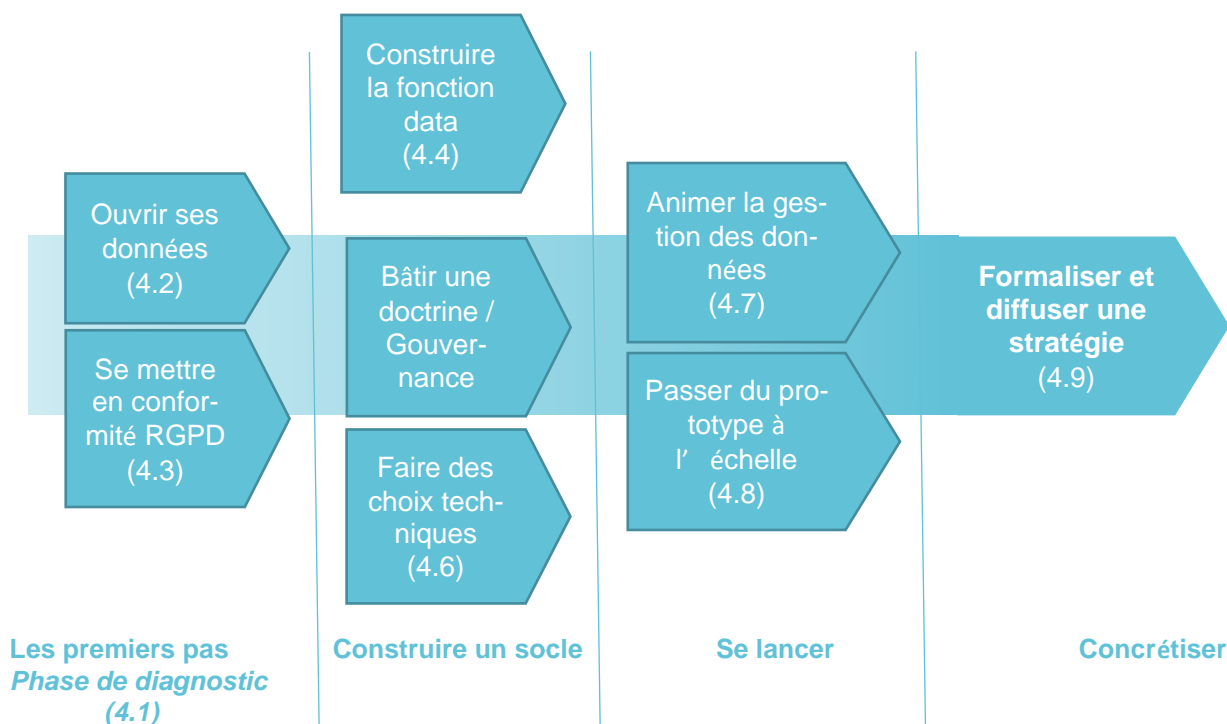 Construire
la fonction
data
(4.4)
Ouvrir ses
données
(4.2)
Se mettre
en confor-
mité RGPD
(4.3)
Bâtir une
doctrine /
Gouver-
nance
Faire des
choix tech-
niques
(4.6)
Animer la ges-
tion des don-
nées
(4.7)
Passer du pro-
totype à
l’ échelle
(4.8)
Formaliser et
diffuser une
stratégie
(4.9)
Les premiers pas
Phase de diagnostic
(4.1)
Construire un socle
Se lancer
Concrétiser